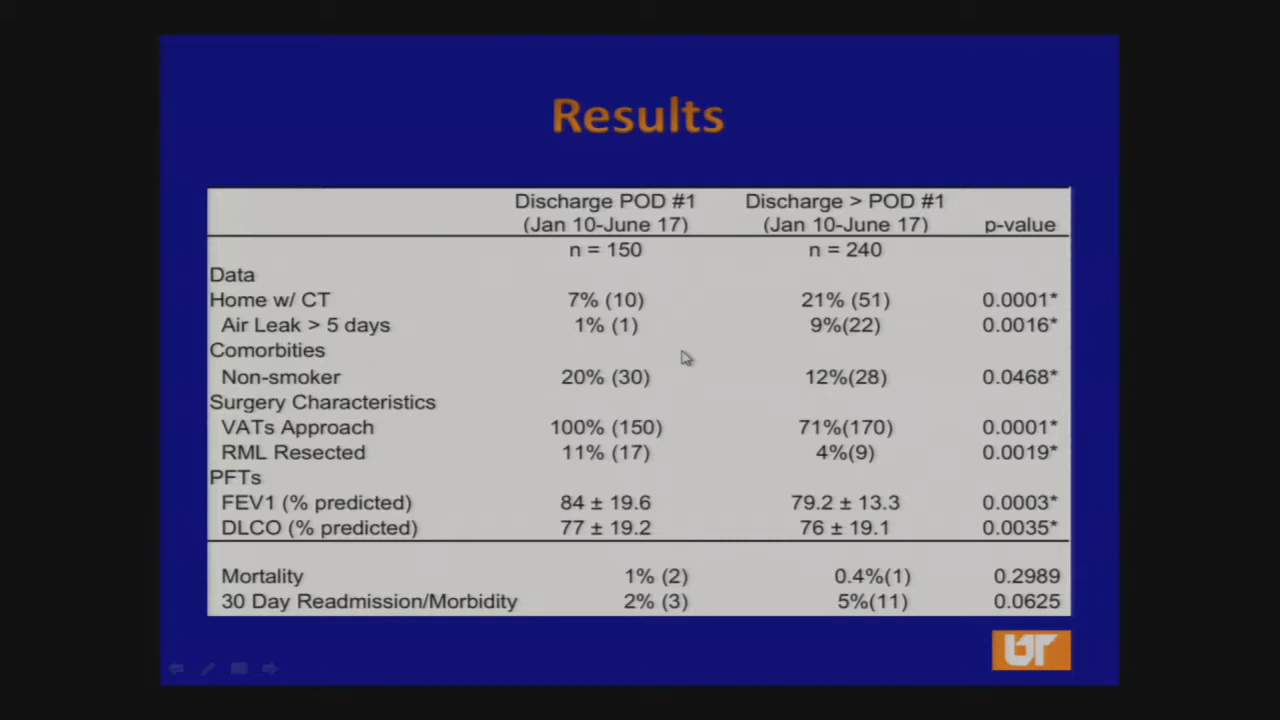 Results
Discharge POD #1 Discharge > POD #1
(Jan 10-June 17) (Jan 10-June 17) p-value
n = 150 n = 240
Data
Home w/ CT 7% (10) 21% (51) 0.0001*
Air Leak > 5 days 1% (1) 9%(22) 0.0016*
Comorbities
Non-smoker 20% (30) 12%(28) 0.0468*
Surgery Characteristics
VATs Approach 100% (150) 71%(170) 0.0001*
RML Resected 11% (17) 4%(9) 0.0019*
PFTs
FEV1 (% predicted) 84 ± 19.6 79.2 ± 13.3 0.0003*
DLCO (% predicted) 77 ± 19.2 76 ± 19.1 0.0035*
Mortality 1% (2) 0.4%(1) 0.2989
30 Day Readmission/Morbidity 2% (3) 5%(11) 0.0625
UT